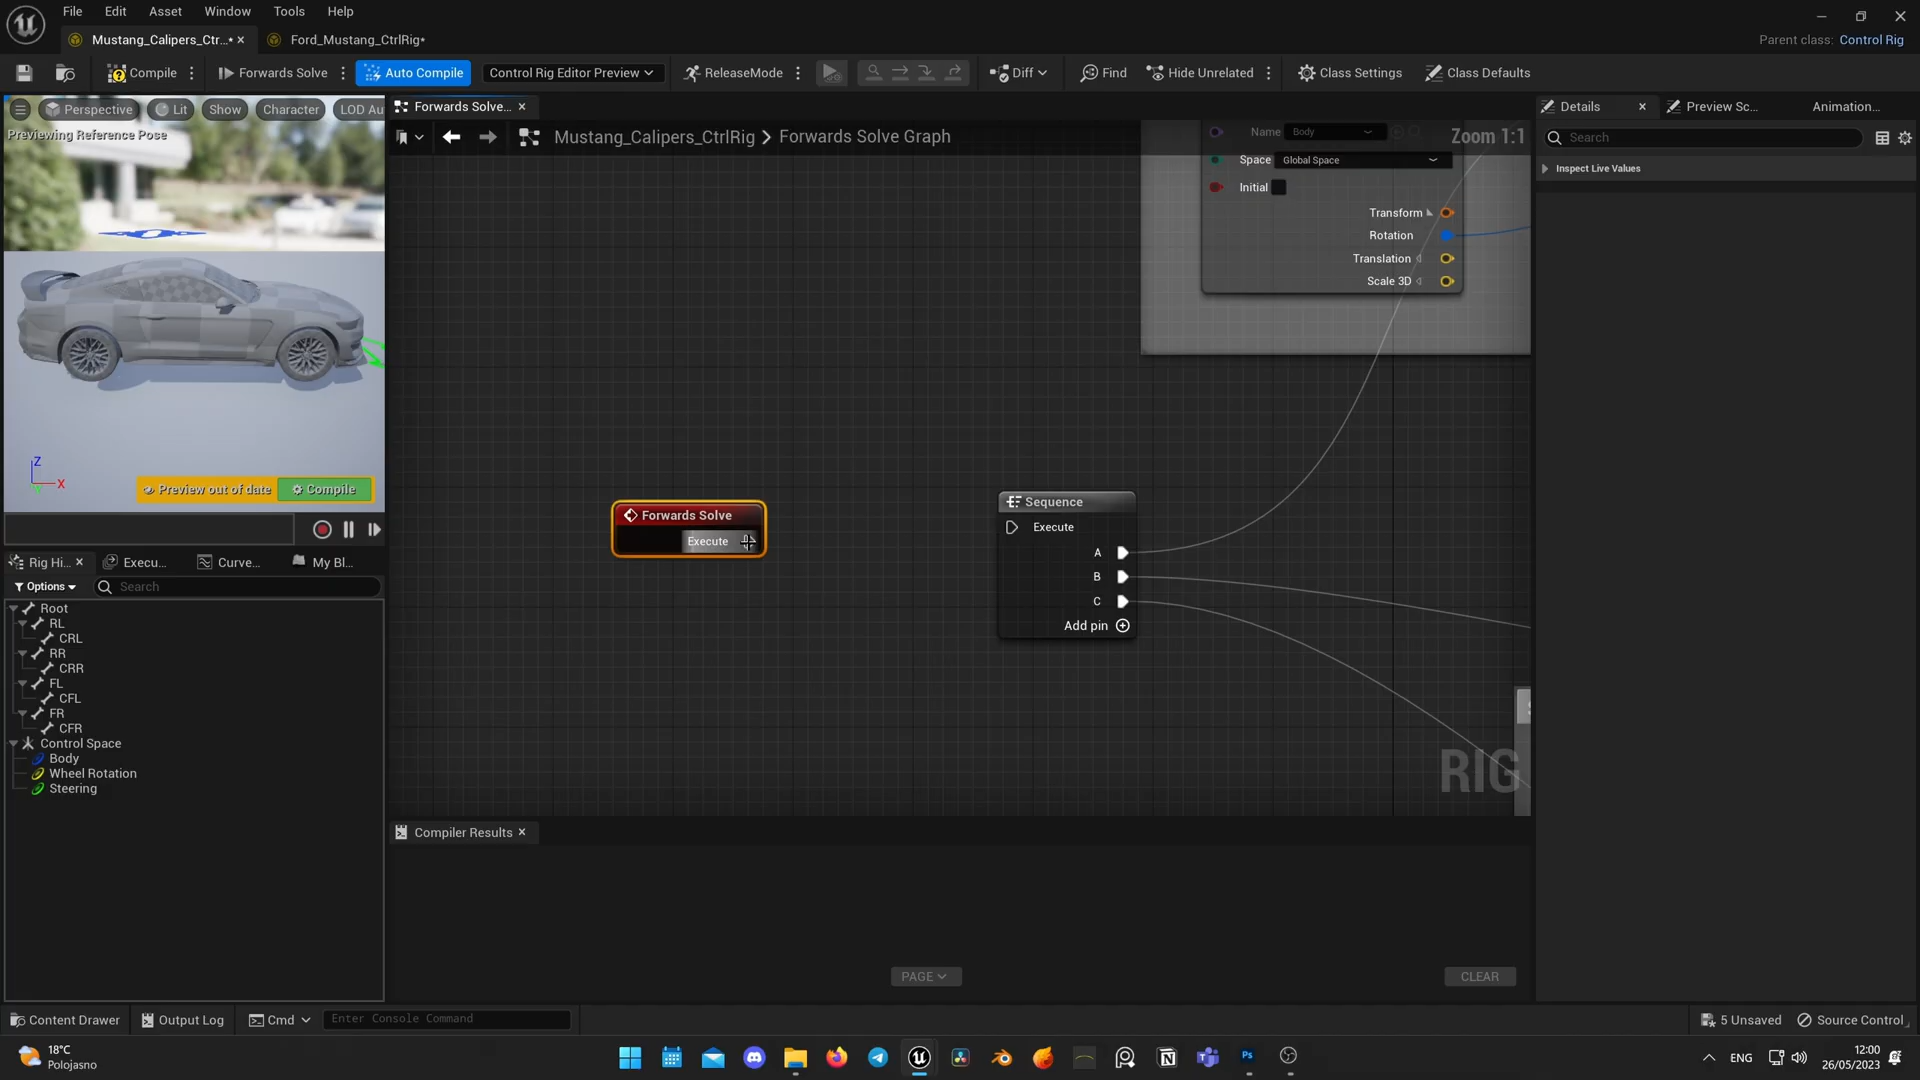 File Edit Asset Window Tools Help
Mustang_Calipers_Ctr...* Ford_Mustang_CtrlRig*
Parent class: Control Rig
Compile Forwards Solve Auto Compile Control Rig Editor Preview ReleaseMode Diff Find Hide Unrelated Class Settings Class Defaults
Perspective Lit Show Character LOD Au
Previewing Reference Pose
Z
X
Preview out of date Compile
Forwards Solve...
Mustang_Calipers_CtrlRig > Forwards Solve Graph
Zoom 1:1
Name Body
Space Global Space
Initial
Transform
Rotation
Translation
Scale 3D
Forwards Solve
Execute
Sequence
Execute
A
B
C
Add pin
RIG
Details Preview Sc... Animation...
Search
Inspect Live Values
Rig Hi... Execu... Curve... My Bl...
Options Search
Root
RL
CRL
RR
CRR
FL
CFL
FR
CFR
Control Space
Body
Wheel Rotation
Steering
Compiler Results
PAGE CLEAR
Content Drawer Output Log Cmd Enter Console Command 5 Unsaved Source Control
18°C
Polojasno
ENG
12:00
26/05/2023